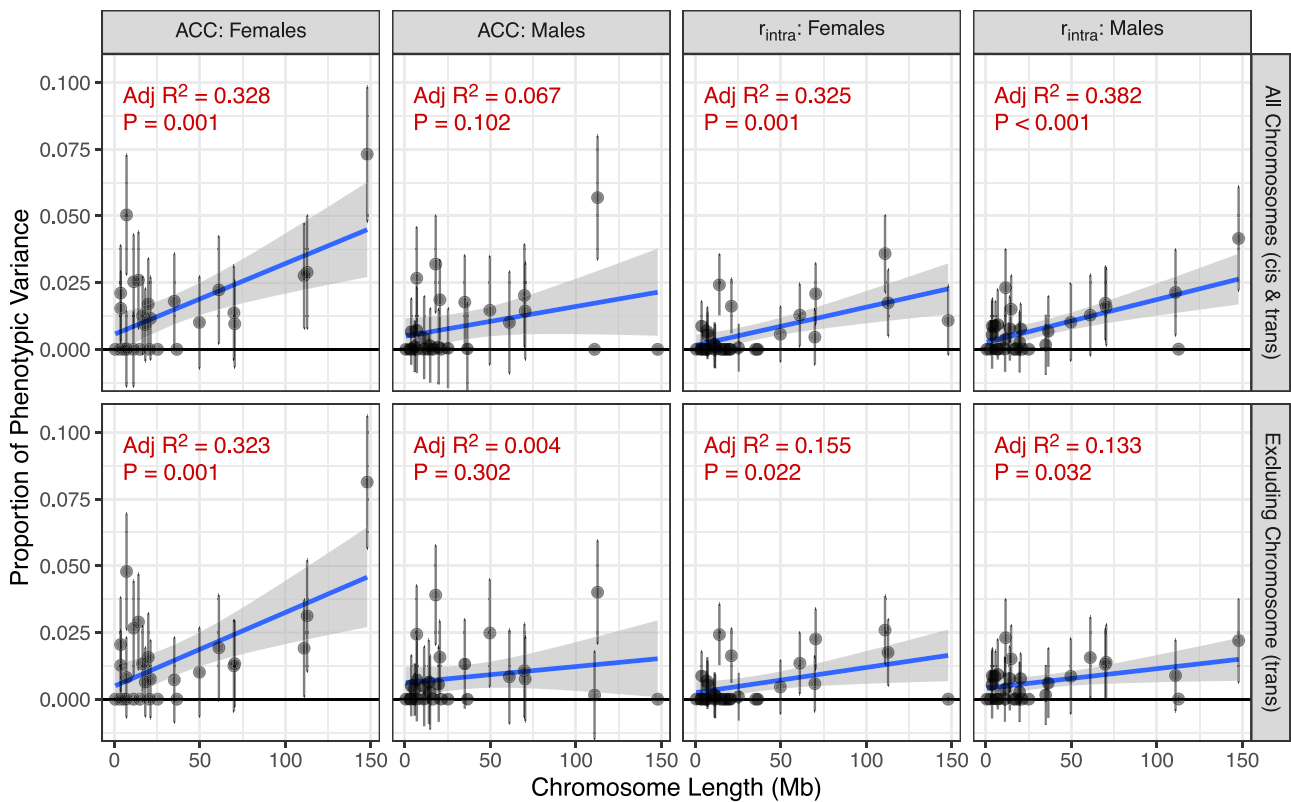 ACC: Females
ACC: Males
r_intra: Females
r_intra: Males
Adj R² = 0.328
P = 0.001
Adj R² = 0.067
P = 0.102
Adj R² = 0.325
P = 0.001
Adj R² = 0.382
P < 0.001
All Chromosomes (cis & trans)
0.100
0.075
0.050
0.025
0.000
Adj R² = 0.323
P = 0.001
Adj R² = 0.004
P = 0.302
Adj R² = 0.155
P = 0.022
Adj R² = 0.133
P = 0.032
Excluding Chromosome (trans)
0.100
0.075
0.050
0.025
0.000
Proportion of Phenotypic Variance
0 50 100 150
0 50 100 150
0 50 100 150
0 50 100 150
Chromosome Length (Mb)